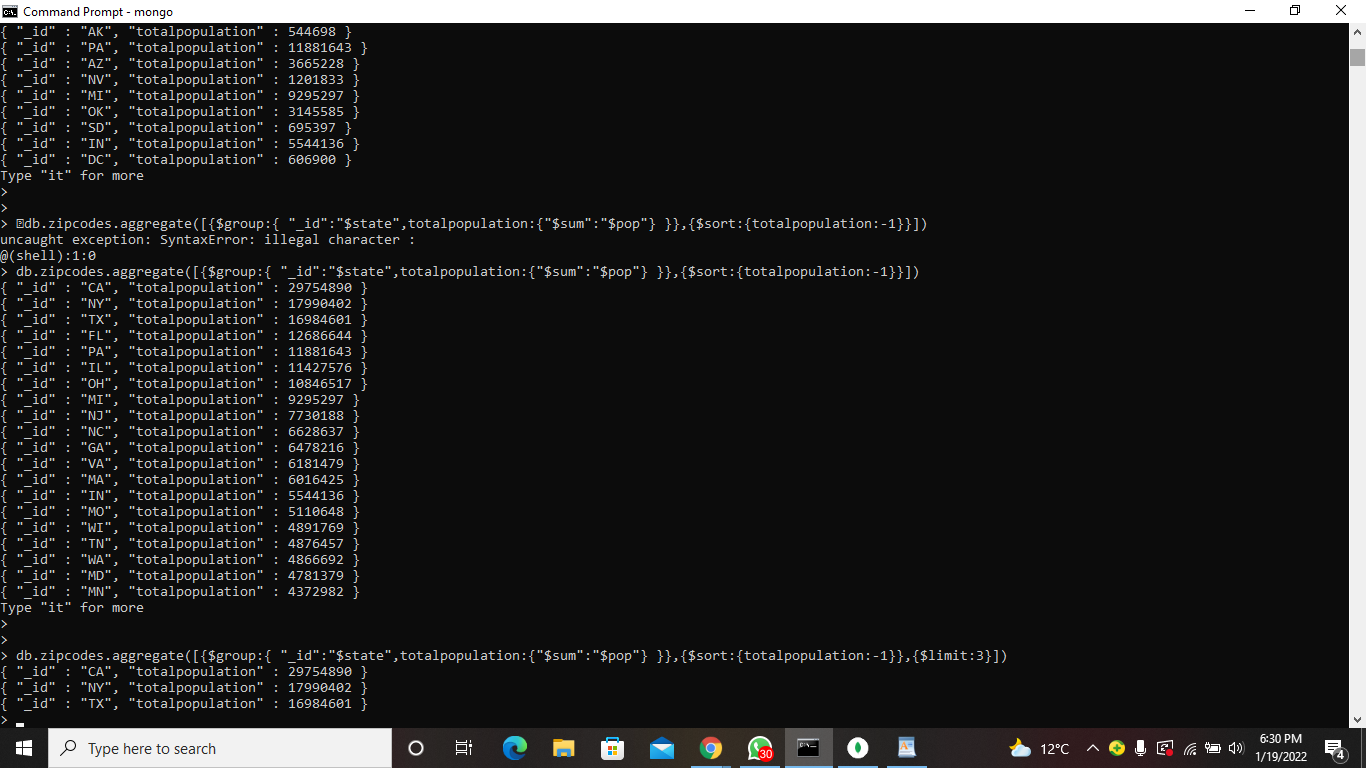 Command Prompt - mongo
{ "_id" : "AK", "totalpopulation" : 544698 }
{ "_id" : "PA", "totalpopulation" : 11881643 }
{ "_id" : "AZ", "totalpopulation" : 3665228 }
{ "_id" : "NV", "totalpopulation" : 1201833 }
{ "_id" : "MI", "totalpopulation" : 9295297 }
{ "_id" : "OK", "totalpopulation" : 3145585 }
{ "_id" : "SD", "totalpopulation" : 695397 }
{ "_id" : "IN", "totalpopulation" : 5544136 }
{ "_id" : "DC", "totalpopulation" : 606900 }
Type "it" for more
>
>
> db.zipcodes.aggregate([{$group:{ "_id":"$state",totalpopulation:{"$sum":"$pop"} }},{$sort:{totalpopulation:-1}}])
uncaught exception: SyntaxError: illegal character :
@(shell):1:0
> db.zipcodes.aggregate([{$group:{ "_id":"$state",totalpopulation:{"$sum":"$pop"} }},{$sort:{totalpopulation:-1}}])
{ "_id" : "CA", "totalpopulation" : 29754890 }
{ "_id" : "NY", "totalpopulation" : 17990402 }
{ "_id" : "TX", "totalpopulation" : 16984601 }
{ "_id" : "FL", "totalpopulation" : 12686644 }
{ "_id" : "PA", "totalpopulation" : 11881643 }
{ "_id" : "IL", "totalpopulation" : 11427576 }
{ "_id" : "OH", "totalpopulation" : 10846517 }
{ "_id" : "MI", "totalpopulation" : 9295297 }
{ "_id" : "NJ", "totalpopulation" : 7730188 }
{ "_id" : "NC", "totalpopulation" : 6628637 }
{ "_id" : "GA", "totalpopulation" : 6478216 }
{ "_id" : "VA", "totalpopulation" : 6181479 }
{ "_id" : "MA", "totalpopulation" : 6016425 }
{ "_id" : "IN", "totalpopulation" : 5544136 }
{ "_id" : "MO", "totalpopulation" : 5110648 }
{ "_id" : "WI", "totalpopulation" : 4891769 }
{ "_id" : "TN", "totalpopulation" : 4876457 }
{ "_id" : "WA", "totalpopulation" : 4866692 }
{ "_id" : "MD", "totalpopulation" : 4781379 }
{ "_id" : "MN", "totalpopulation" : 4372982 }
Type "it" for more
>
>
> db.zipcodes.aggregate([{$group:{ "_id":"$state",totalpopulation:{"$sum":"$pop"} }},{$sort:{totalpopulation:-1}},{$limit:3}])
{ "_id" : "CA", "totalpopulation" : 29754890 }
{ "_id" : "NY", "totalpopulation" : 17990402 }
{ "_id" : "TX", "totalpopulation" : 16984601 }
>
Type here to search
30
12°C
6:30 PM
1/19/2022
4